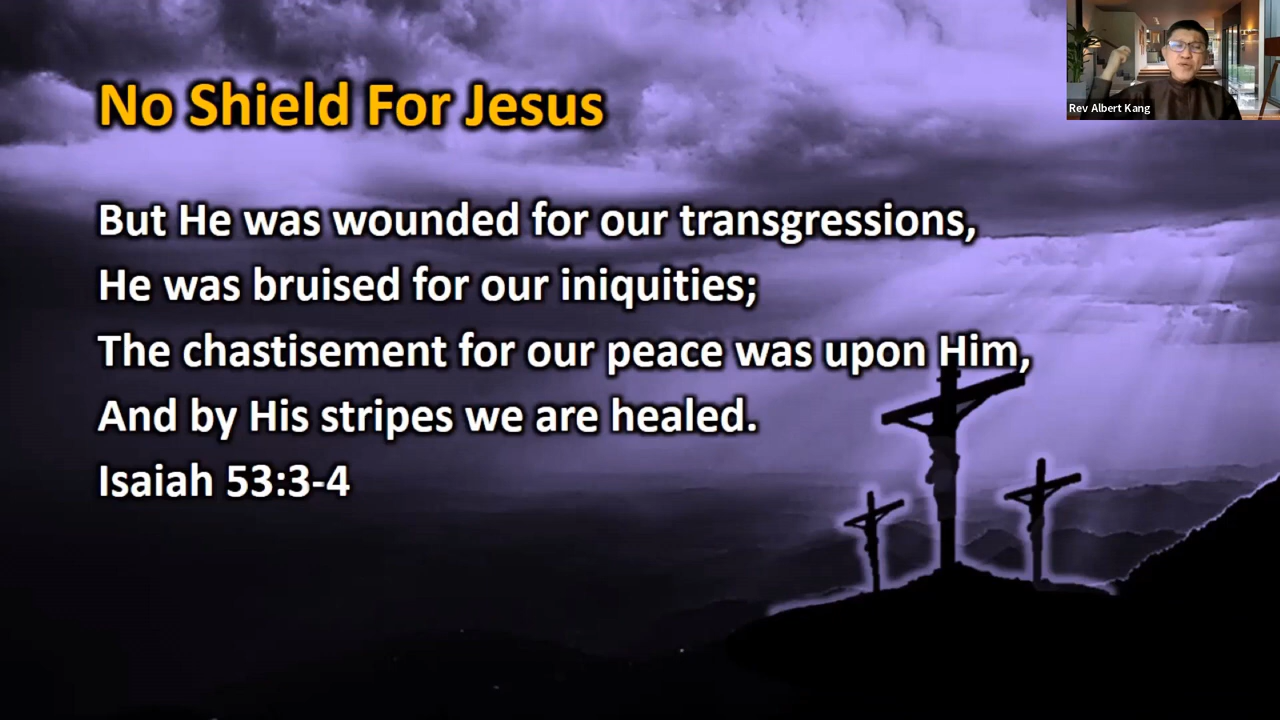 No Shield For Jesus
But He was wounded for our transgressions,
He was bruised for our iniquities;
The chastisement for our peace was upon Him,
And by His stripes we are healed.
Isaiah 53:3-4
Rev Albert Kang